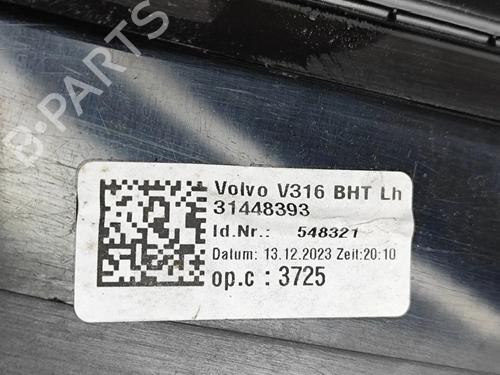 B-PARTS
Volvo V316 BHT Lh
31448393
Id.Nr.: 548321
Datum: 13.12.2023 Zeit:20:10
op.c : 3725